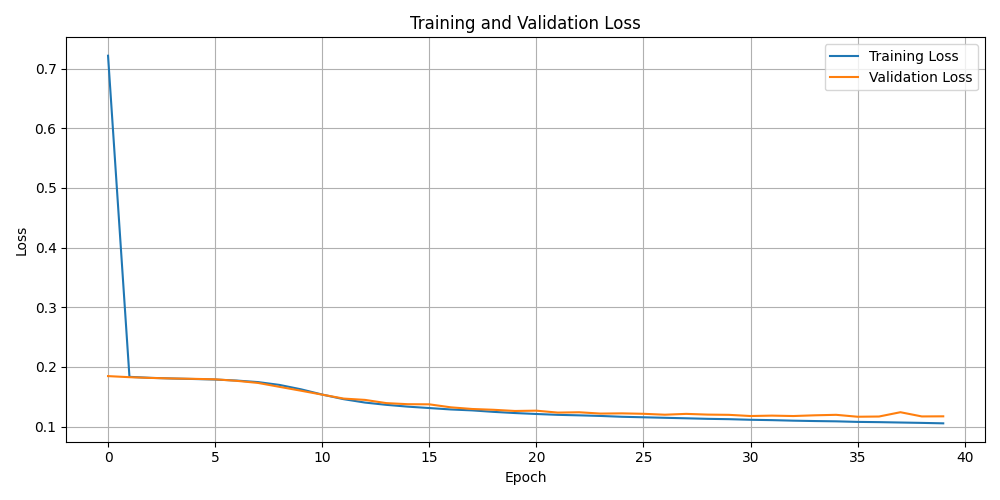 Training and Validation Loss
Training Loss
Validation Loss
0.7
0.6
0.5
0.4
0.3
0.2
0.1
Loss
0 5 10 15 20 25 30 35 40
Epoch